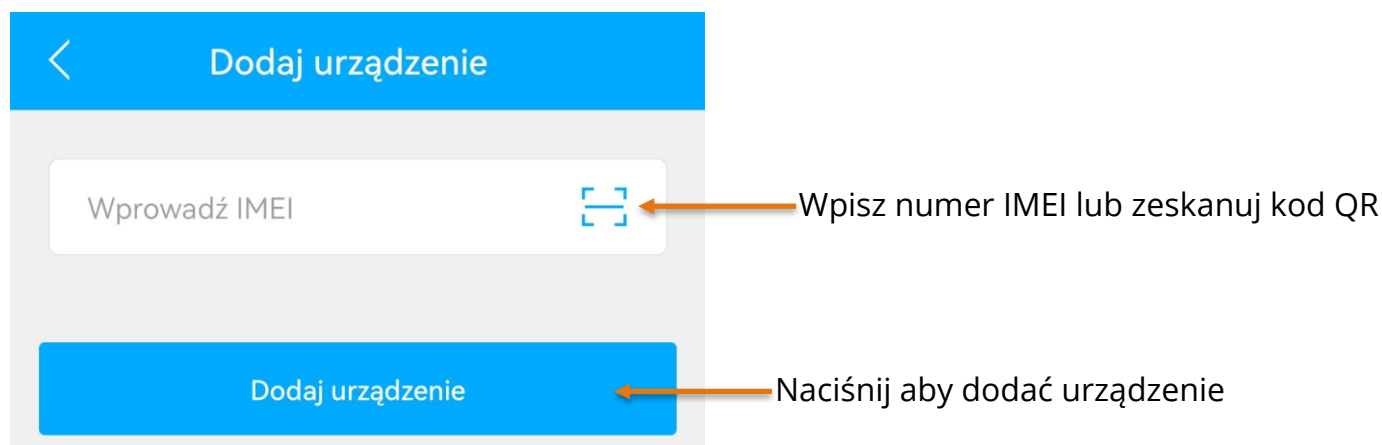 Dodaj urządzenie
Wprowadź IMEI
Wpisz numer IMEI lub zeskanuj kod QR
Dodaj urządzenie
Naciśnij aby dodać urządzenie